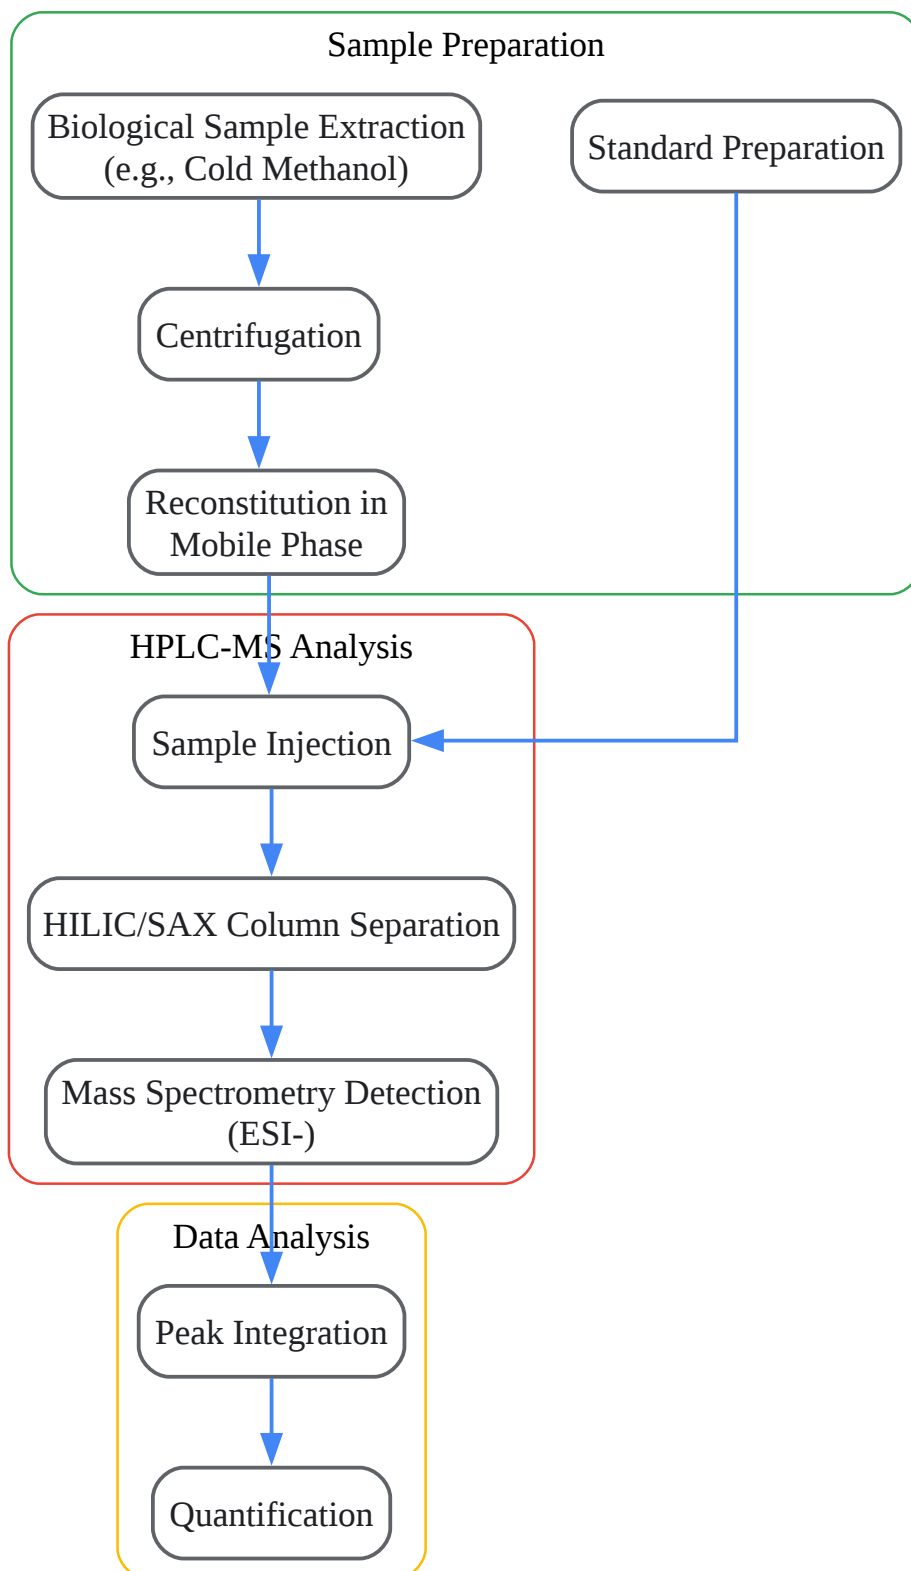 Sample Preparation
Biological Sample Extraction
(e.g., Cold Methanol)
Standard Preparation
Centrifugation
Reconstitution in
Mobile Phase
HPLC-MS Analysis
Sample Injection
HILIC/SAX Column Separation
Mass Spectrometry Detection
(ESI-)
Data Analysis
Peak Integration
Quantification